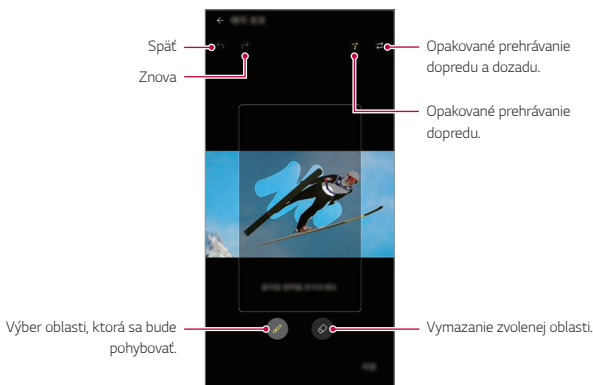 Späť
Znova
Opakované prehrávanie
dopredu a dozadu.
Opakované prehrávanie
dopredu.
Výber oblasti, ktorá sa bude
pohybovať.
Vymazanie zvolenej oblasti.